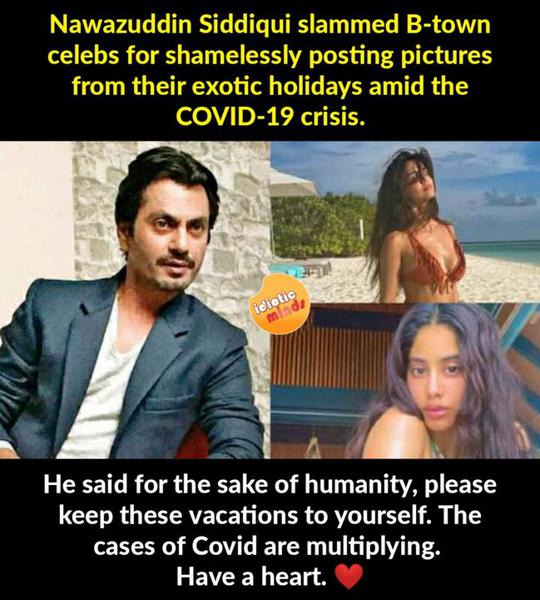 Nawazuddin Siddiqui slammed B-town
celebs for shamelessly posting pictures
from their exotic holidays amid the
COVID-19 crisis.
idiotic
minds
He said for the sake of humanity, please
keep these vacations to yourself. The
cases of Covid are multiplying.
Have a heart. ❤️